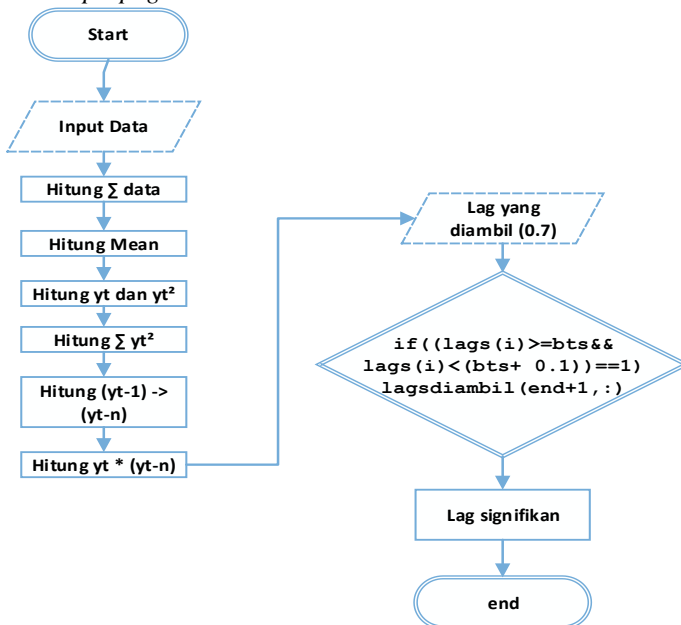 Start
Input Data
Hitung ∑ data
Hitung Mean
Hitung yt dan yt²
Hitung ∑ yt²
Hitung (yt-1) ->
(yt-n)
Hitung yt * (yt-n)
Lag yang
diambil (0.7)
if((lags(i)>=bts&&
lags(i)<(bts+ 0.1))==1)
lagsdiambil(end+1,:)
Lag signifikan
end